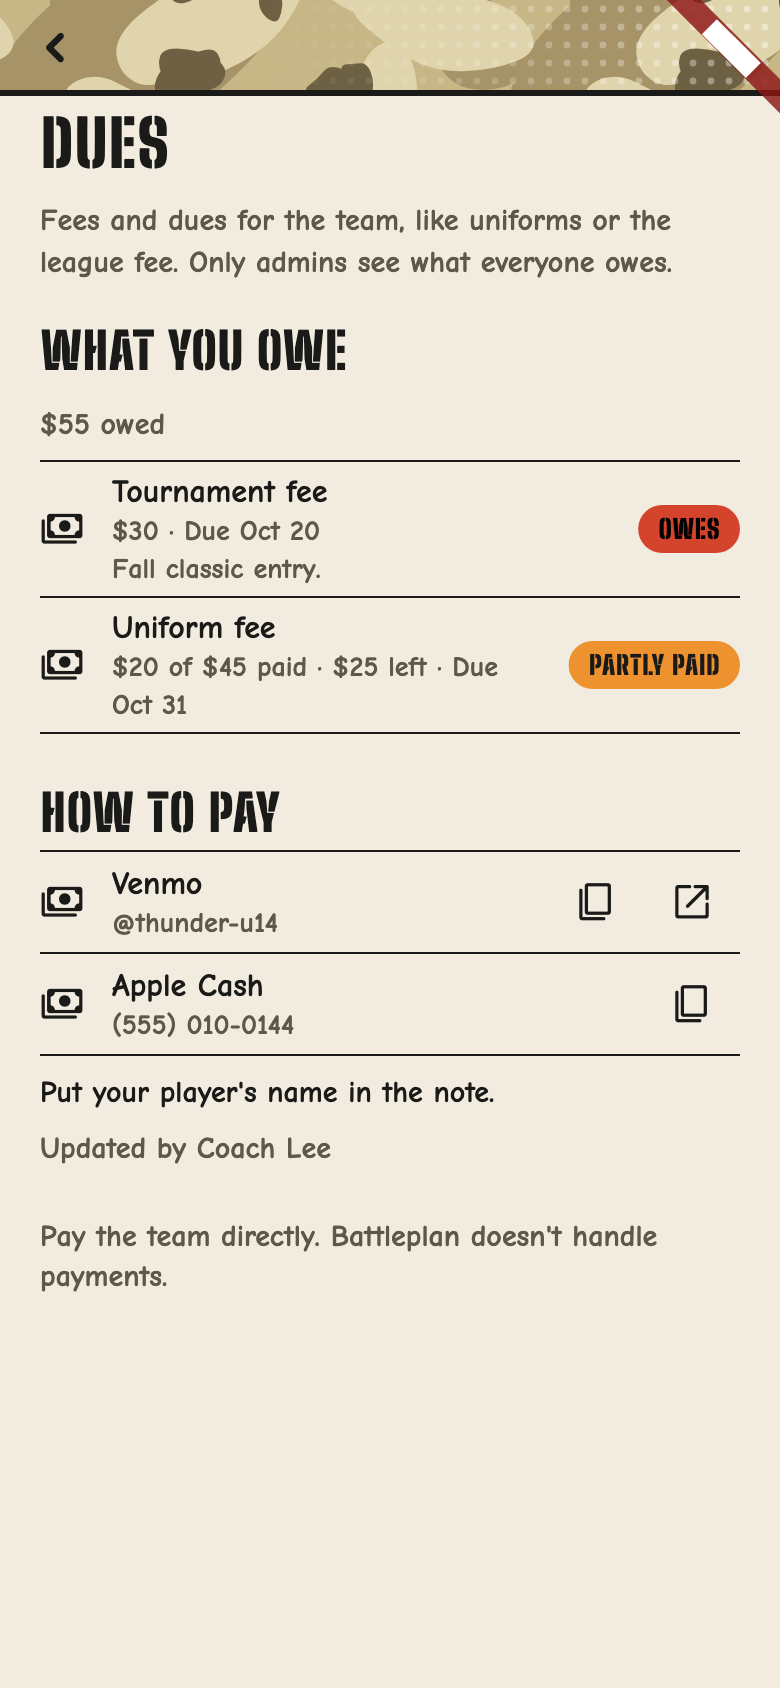 DUES
Fees and dues for the team, like uniforms or the
league fee. Only admins see what everyone owes.
WHAT YOU OWE
$55 owed
Tournament fee
$30 · Due Oct 20
Fall classic entry.
OWES
Uniform fee
$20 of $45 paid · $25 left · Due
Oct 31
PARTLY PAID
HOW TO PAY
Venmo
@thunder-u14
Apple Cash
(555) 010-0144
Put your player's name in the note.
Updated by Coach Lee
Pay the team directly. Battleplan doesn't handle
payments.